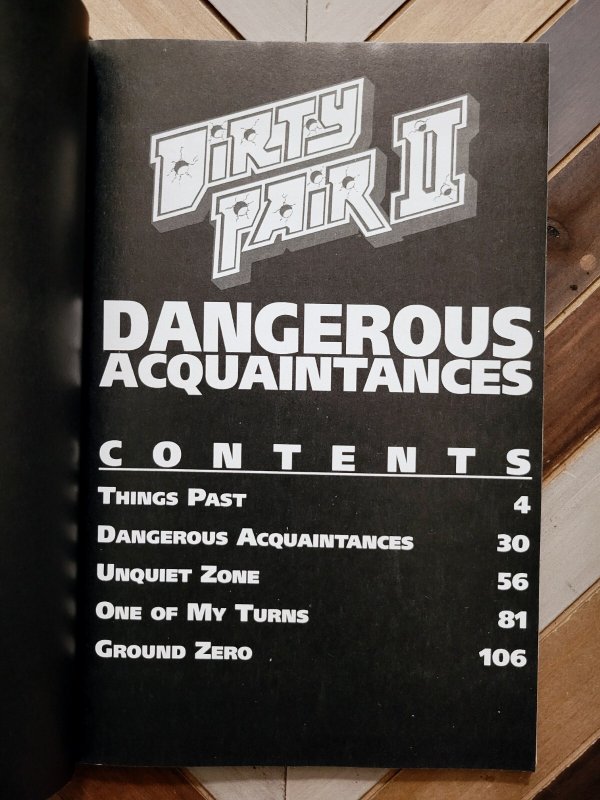 DIRTY
PAIR II
DANGEROUS
ACQUAINTANCES
CONTENTS
THINGS PAST 4
DANGEROUS ACQUAINTANCES 30
UNQUIET ZONE 56
ONE OF MY TURNS 81
GROUND ZERO 106